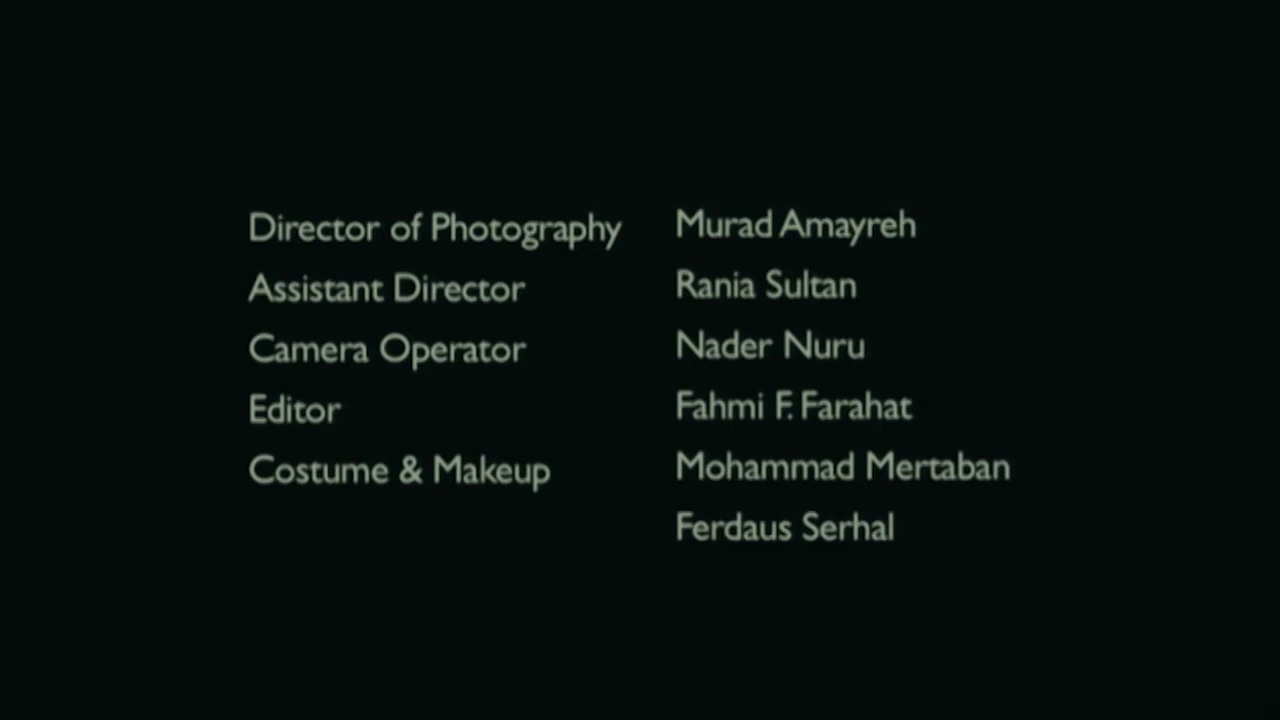 Director of Photography Murad Amayreh
Assistant Director Rania Sultan
Camera Operator Nader Nuru
Editor Fahmi F. Farahat
Costume & Makeup Mohammad Mertaban
Ferdaus Serhal